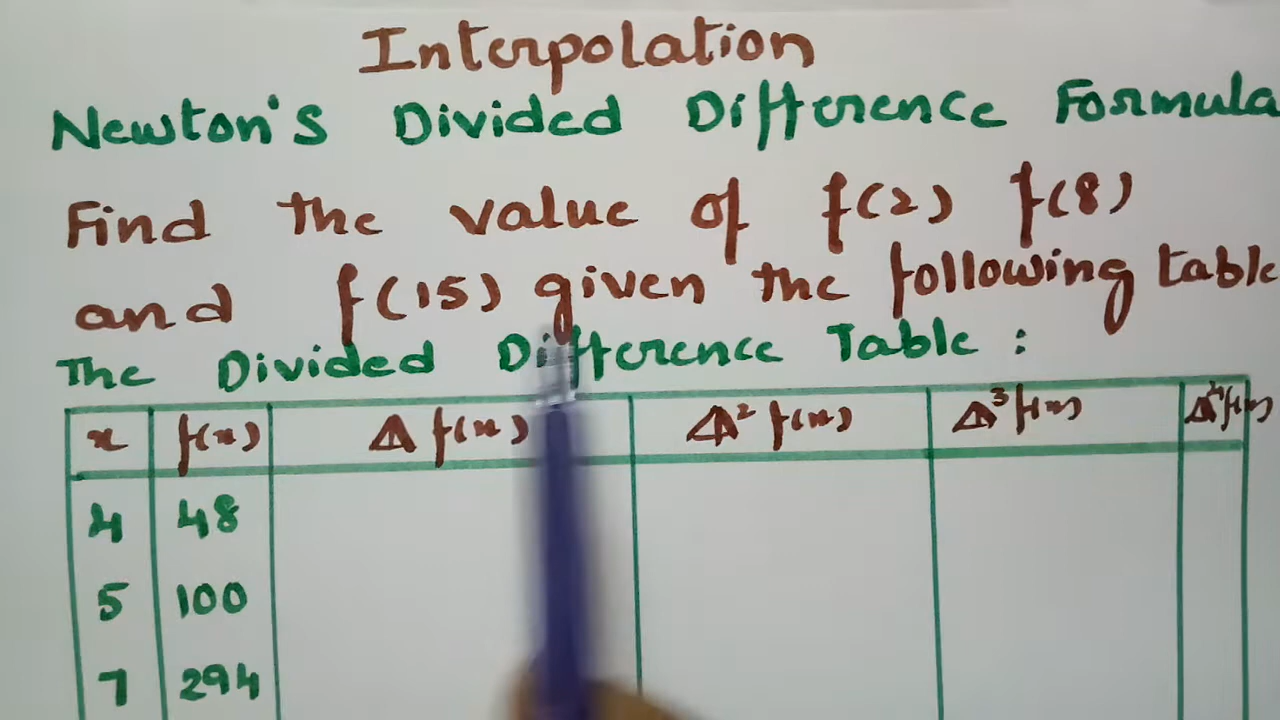 Interpolation
Newton's Divided Difference Formula
Find the value of f(2) f(8)
and f(15) given the following table
The Divided Difference Table :
x f(x) Δ f(x) Δ² f(x) Δ³ f(x) Δ⁴ f(x)
4 48
5 100
7 294